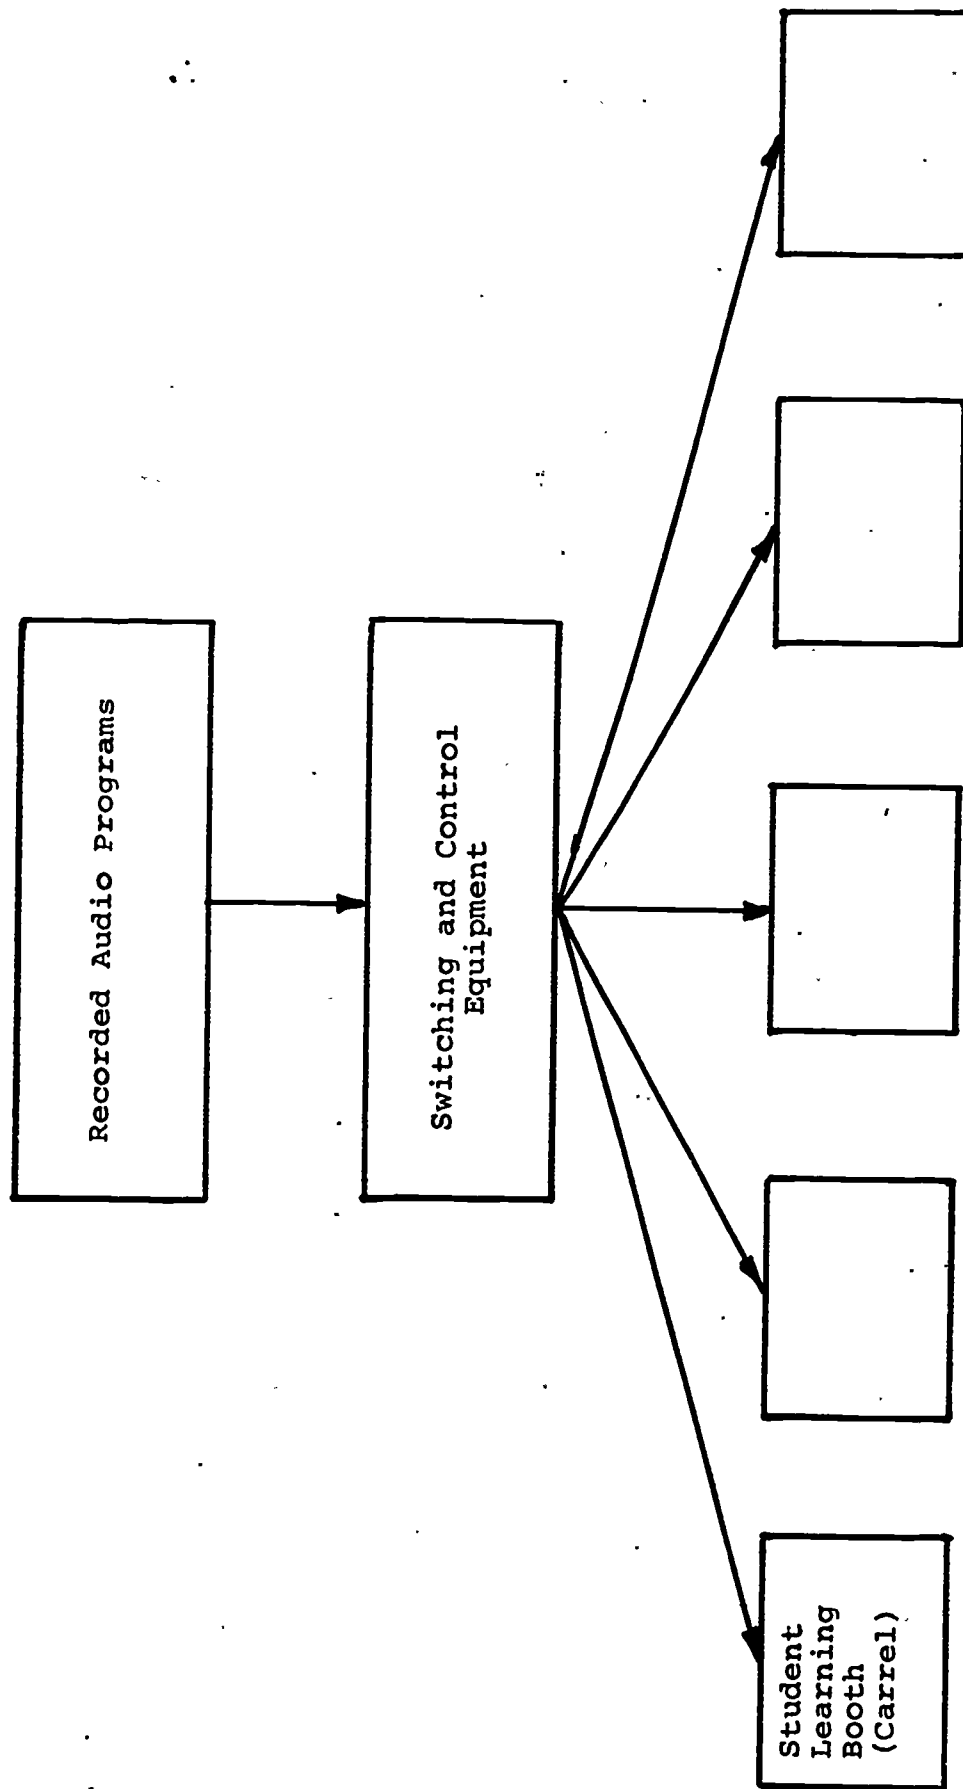 Recorded Audio Programs
Switching and Control
Equipment
Student
Learning
Booth
(Carrel)